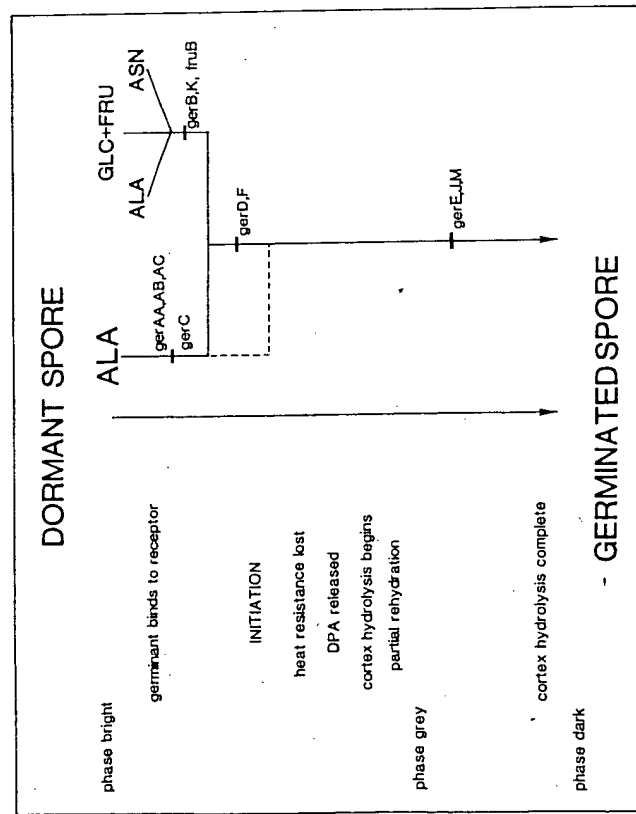 DORMANT SPORE
phase bright
germinant binds to receptor
INITIATION
heat resistance lost
DPA released
cortex hydrolysis begins
partial rehydration
phase grey
cortex hydrolysis complete
phase dark
ALA
gerAA,AB,AC
gerC
GLC+FRU
ALA
ASN
gerB,K, fruB
gerD,F
gerE,J,M
GERMINATED SPORE